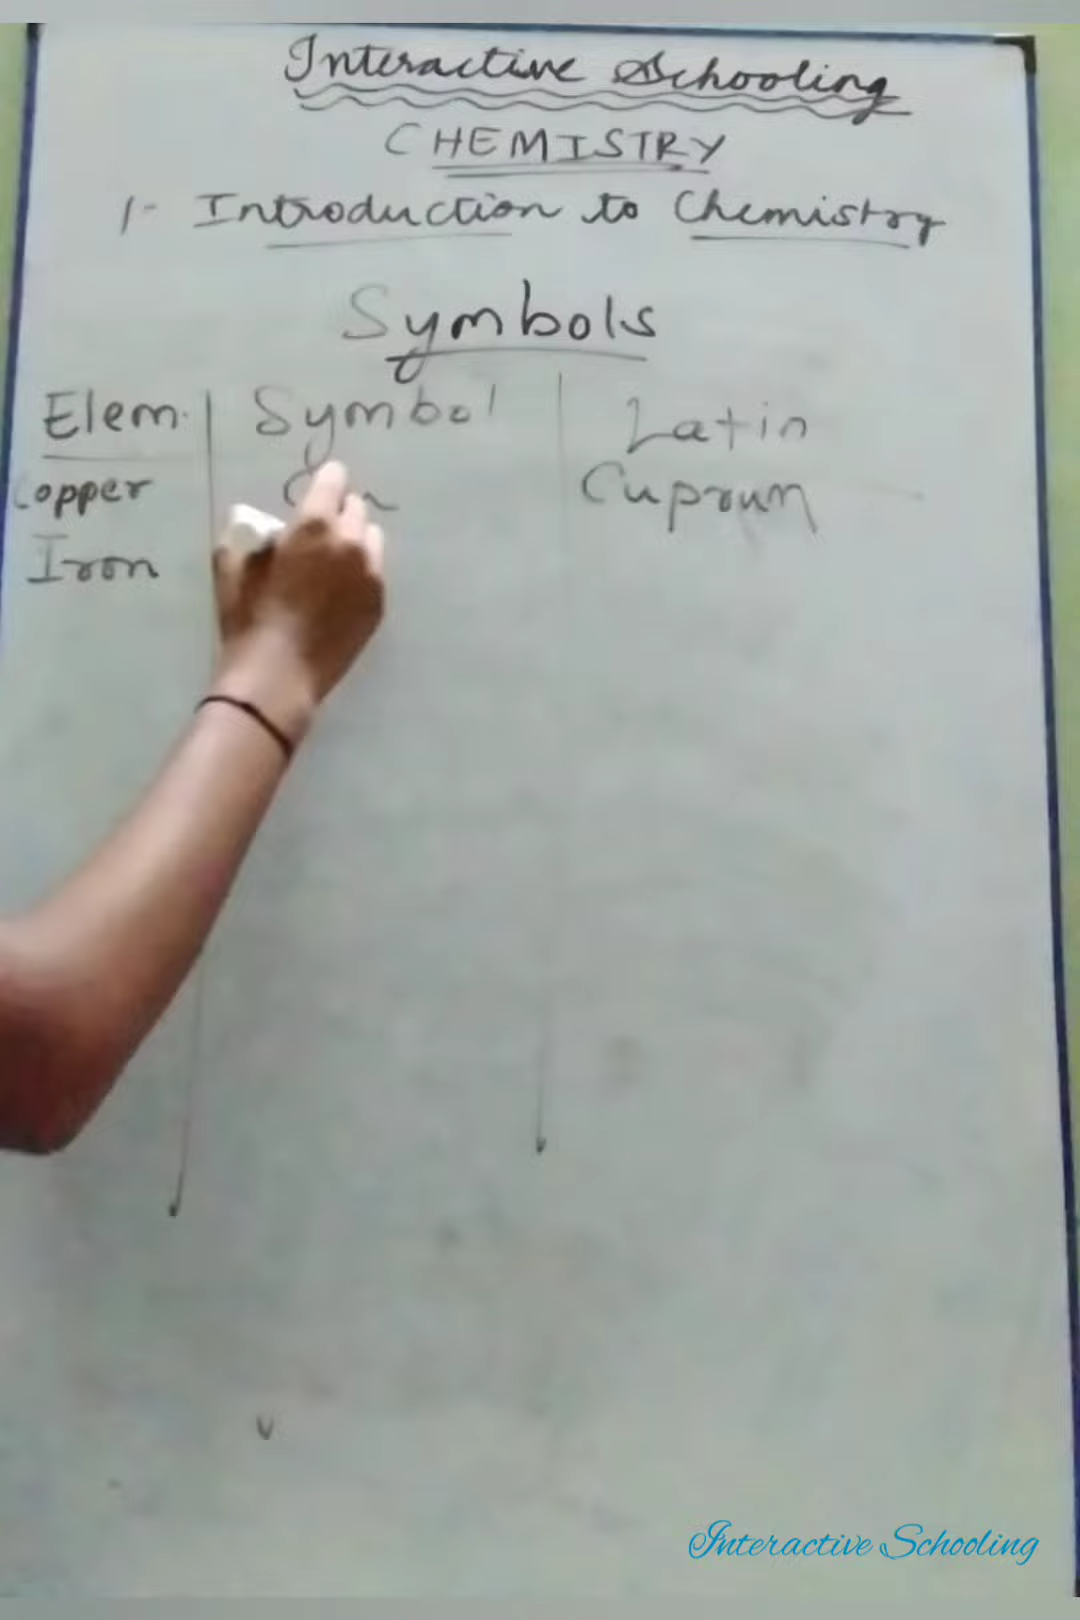 Interactive Schooling
CHEMISTRY
1- Introduction to Chemistry
Symbols
Elem. Symbol Latin
Copper Cuprum
Iron
Interactive Schooling